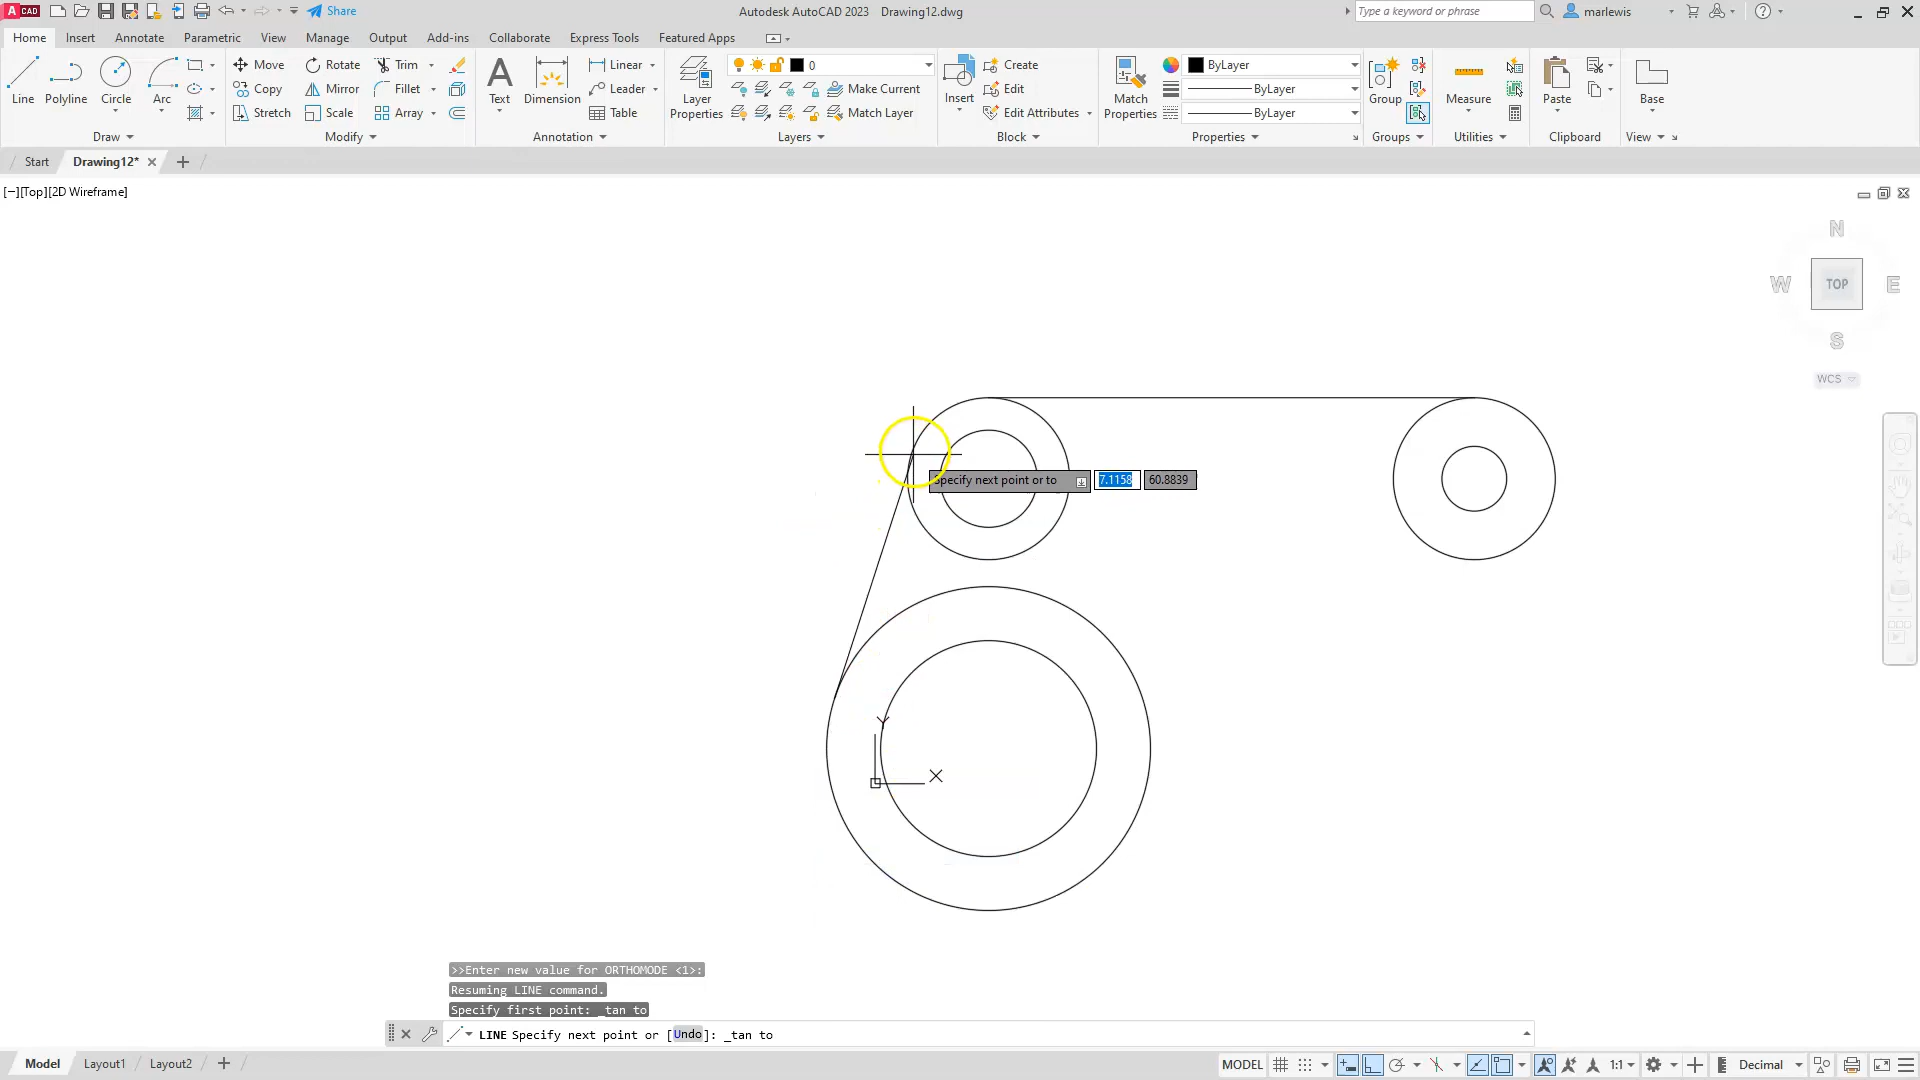 A CAD
Share
Autodesk AutoCAD 2023 Drawing12.dwg
Type a keyword or phrase
marlewis
Home Insert Annotate Parametric View Manage Output Add-ins Collaborate Express Tools Featured Apps
Line Polyline Circle Arc
Draw
Move Rotate Trim
Copy Mirror Fillet
Stretch Scale Array
Modify
Text Dimension
Linear
Leader
Table
Annotation
Layer Properties
0
Make Current
Match Layer
Layers
Insert
Create
Edit
Edit Attributes
Block
Match Properties
ByLayer
ByLayer
ByLayer
Properties
Group
Groups
Measure
Utilities
Paste
Clipboard
Base
View
Start Drawing12*
[−][Top][2D Wireframe]
N
W TOP E
S
WCS
Specify next point or to 7.1158 60.8839
Y
X
>>Enter new value for ORTHOMODE <1>:
Resuming LINE command.
Specify first point: _tan to
LINE Specify next point or [Undo]: _tan to
Model Layout1 Layout2
MODEL 1:1 Decimal